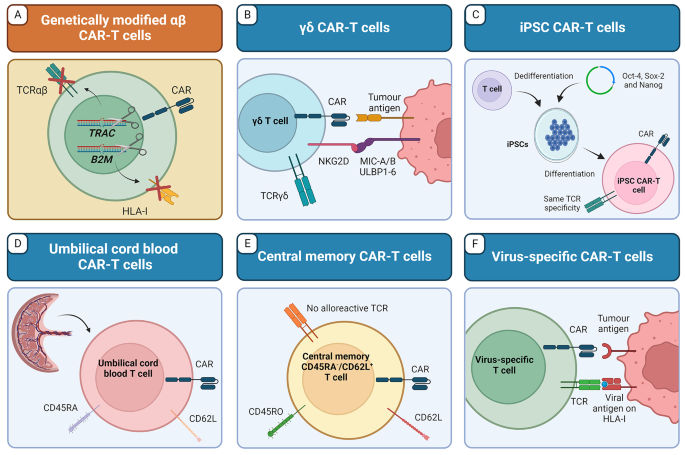 A
Genetically modified αβ
CAR-T cells
TCRαβ
CAR
TRAC
B2M
HLA-I
B
γδ CAR-T cells
γδ T cell
CAR
Tumour
antigen
NKG2D
MIC-A/B
ULBP1-6
TCRγδ
C
iPSC CAR-T cells
T cell
Dedifferentiation
Oct-4, Sox-2
and Nanog
iPSCs
Differentiation
CAR
iPSC CAR-T
cell
Same TCR
specificity
D
Umbilical cord blood
CAR-T cells
Umbilical cord
blood T cell
CAR
CD45RA
CD62L
E
Central memory CAR-T cells
No alloreactive TCR
Central memory
CD45RA⁻/CD62L⁺
T cell
CAR
CD45RO
CD62L
F
Virus-specific CAR-T cells
Virus-specific
T cell
CAR
Tumour
antigen
TCR
Viral
antigen on
HLA-I